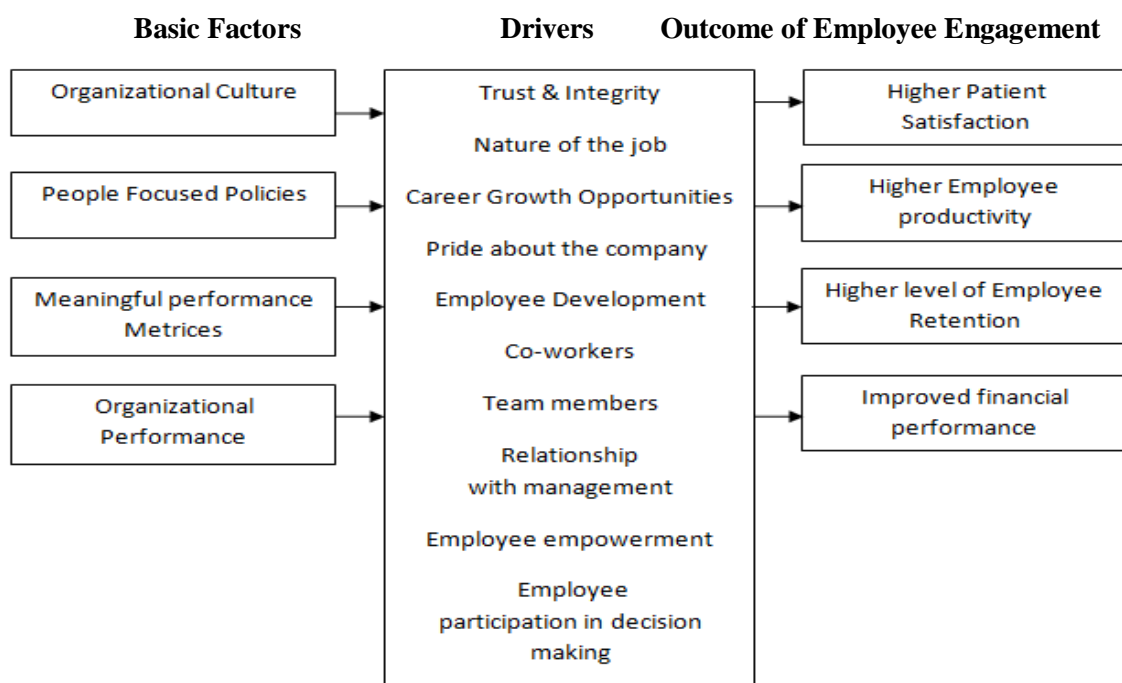 Basic Factors
Drivers
Outcome of Employee Engagement
Organizational Culture
People Focused Policies
Meaningful performance
Metrices
Organizational
Performance
Trust & Integrity
Nature of the job
Career Growth Opportunities
Pride about the company
Employee Development
Co-workers
Team members
Relationship
with management
Employee empowerment
Employee
participation in decision
making
Higher Patient
Satisfaction
Higher Employee
productivity
Higher level of Employee
Retention
Improved financial
performance